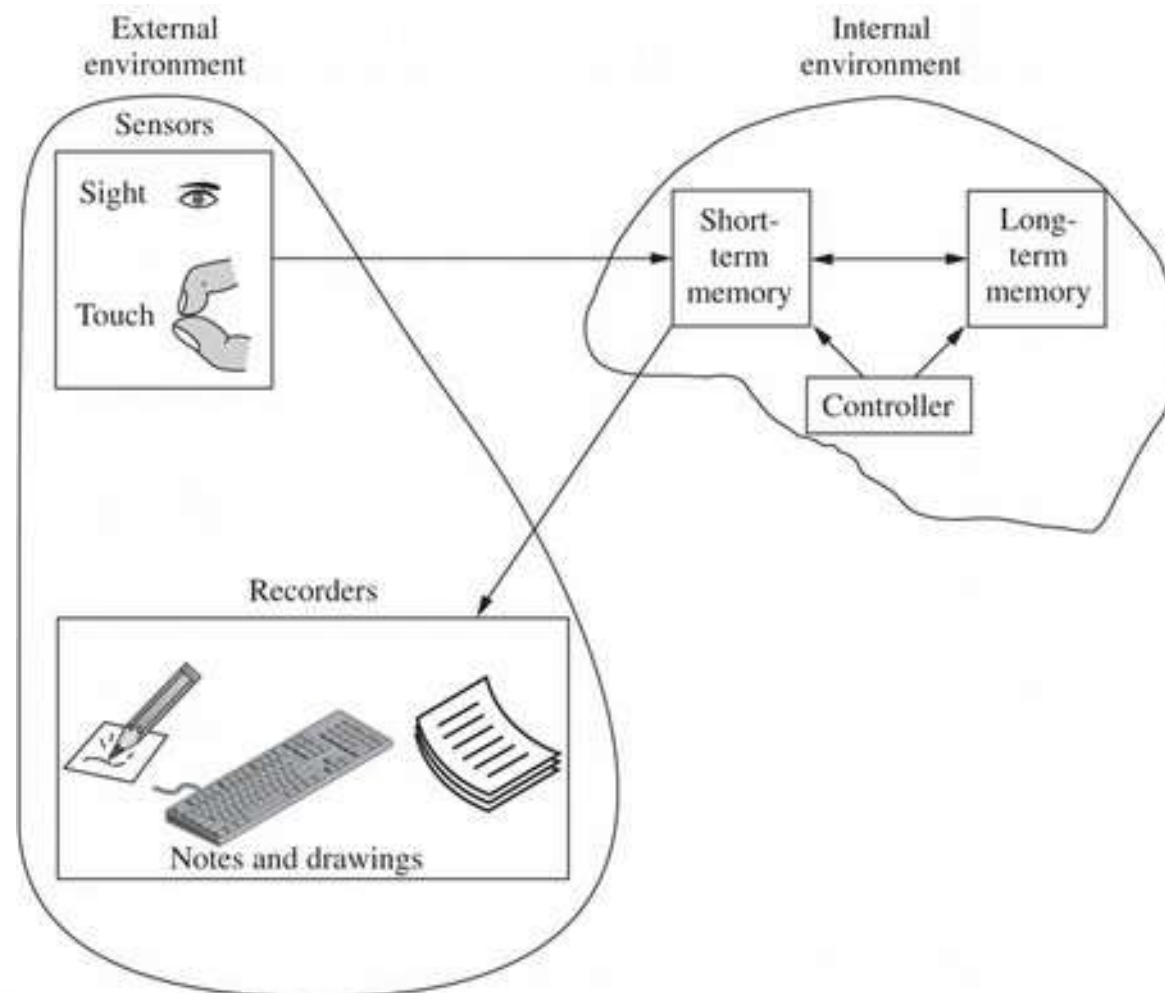 External
environment
Sensors
Sight
Touch
Recorders
Notes and drawings
Internal
environment
Short-
term
memory
Long-
term
memory
Controller